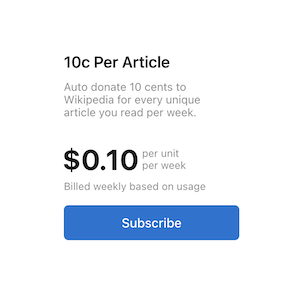 10c Per Article
Auto donate 10 cents to
Wikipedia for every unique
article you read per week.
$0.10 per unit
per week
Billed weekly based on usage
Subscribe